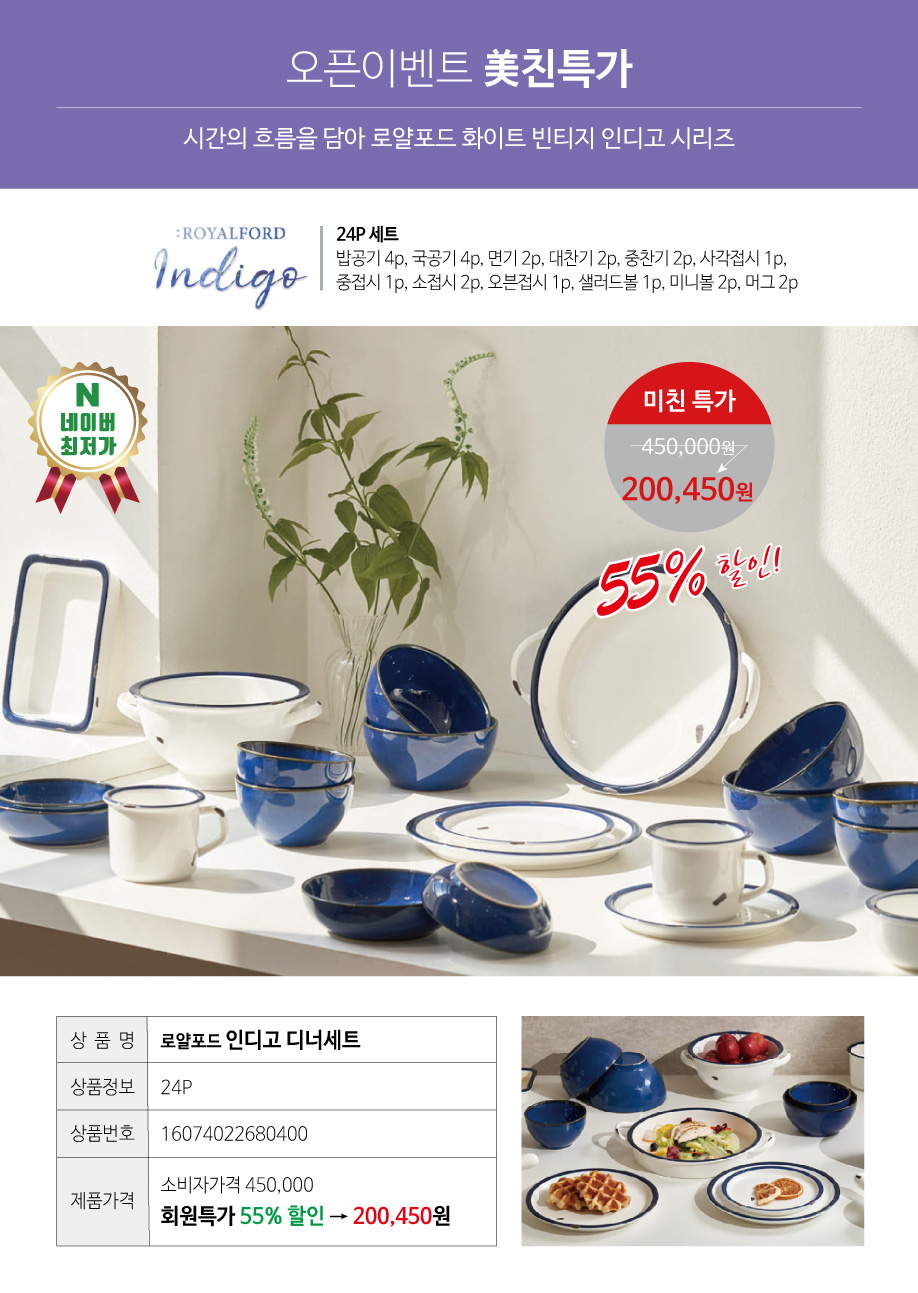 오픈이벤트 美친특가
시간의 흐름을 담아 로얄포드 화이트 빈티지 인디고 시리즈
:ROYALFORD
Indigo
24P 세트
밥공기 4p, 국공기 4p, 면기 2p, 대찬기 2p, 중찬기 2p, 사각접시 1p,
중접시 1p, 소접시 2p, 오븐접시 1p, 샐러드볼 1p, 미니볼 2p, 머그 2p
N
네이버
최저가
미친 특가
450,000원
200,450원
55% 할인!
상 품 명 로얄포드 인디고 디너세트
상품정보 24P
상품번호 16074022680400
제품가격 소비자가격 450,000
회원특가 55% 할인 → 200,450원